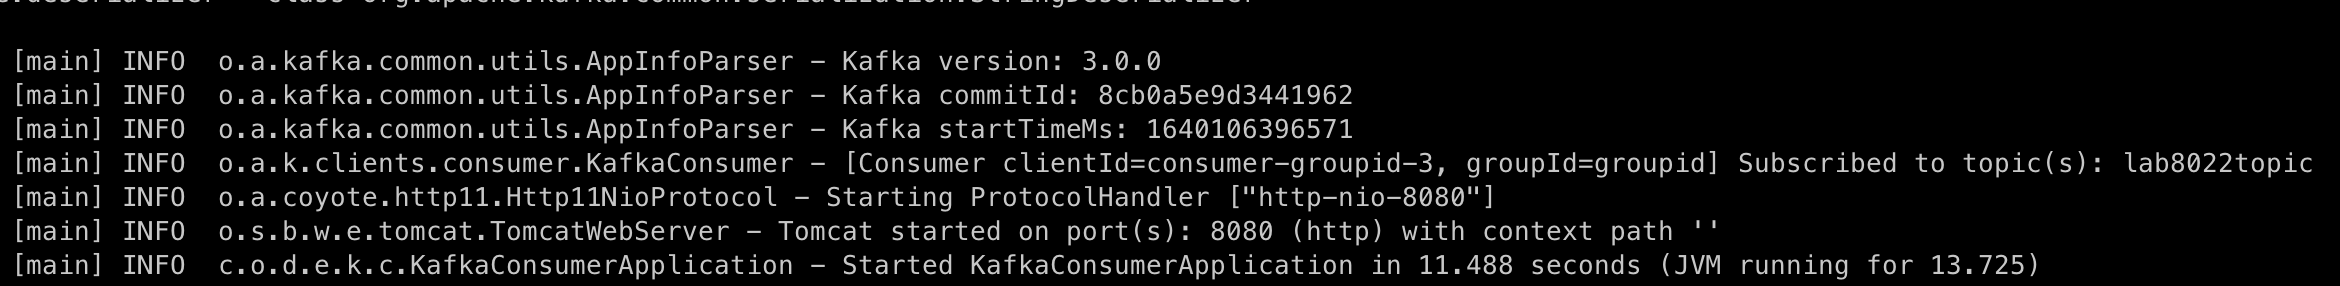 [main] INFO  o.a.kafka.common.utils.AppInfoParser – Kafka version: 3.0.0
[main] INFO  o.a.kafka.common.utils.AppInfoParser – Kafka commitId: 8cb0a5e9d3441962
[main] INFO  o.a.kafka.common.utils.AppInfoParser – Kafka startTimeMs: 1640106396571
[main] INFO  o.a.k.clients.consumer.KafkaConsumer – [Consumer clientId=consumer-groupid-3, groupId=groupid] Subscribed to topic(s): lab8022topic
[main] INFO  o.a.coyote.http11.Http11NioProtocol – Starting ProtocolHandler ["http-nio-8080"]
[main] INFO  o.s.b.w.e.tomcat.TomcatWebServer – Tomcat started on port(s): 8080 (http) with context path ''
[main] INFO  c.o.d.e.k.c.KafkaConsumerApplication – Started KafkaConsumerApplication in 11.488 seconds (JVM running for 13.725)